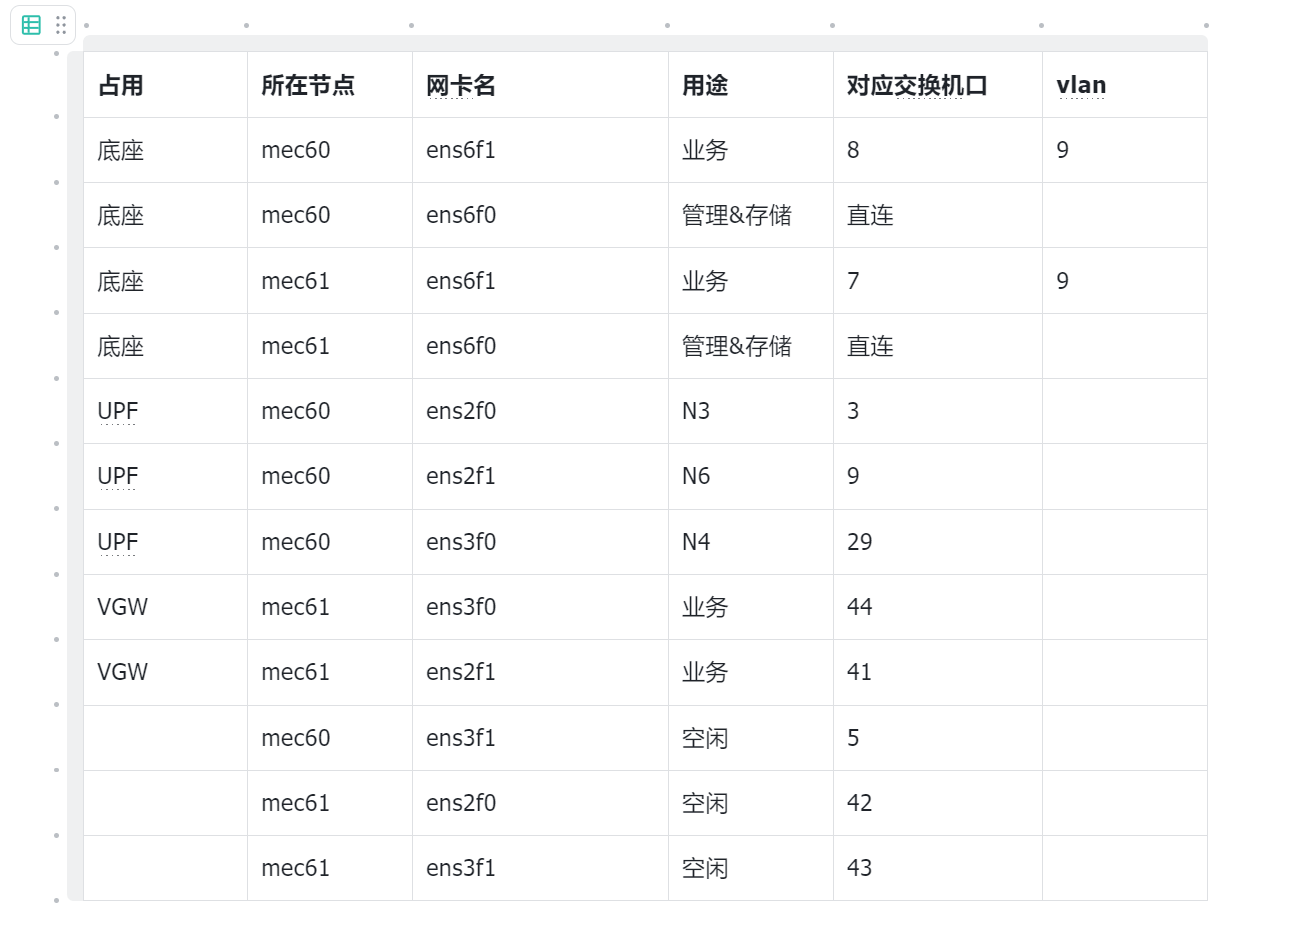 占用 所在节点 网卡名 用途 对应交换机口 vlan
底座 mec60 ens6f1 业务 8 9
底座 mec60 ens6f0 管理&存储 直连
底座 mec61 ens6f1 业务 7 9
底座 mec61 ens6f0 管理&存储 直连
UPF mec60 ens2f0 N3 3
UPF mec60 ens2f1 N6 9
UPF mec60 ens3f0 N4 29
VGW mec61 ens3f0 业务 44
VGW mec61 ens2f1 业务 41
mec60 ens3f1 空闲 5
mec61 ens2f0 空闲 42
mec61 ens3f1 空闲 43